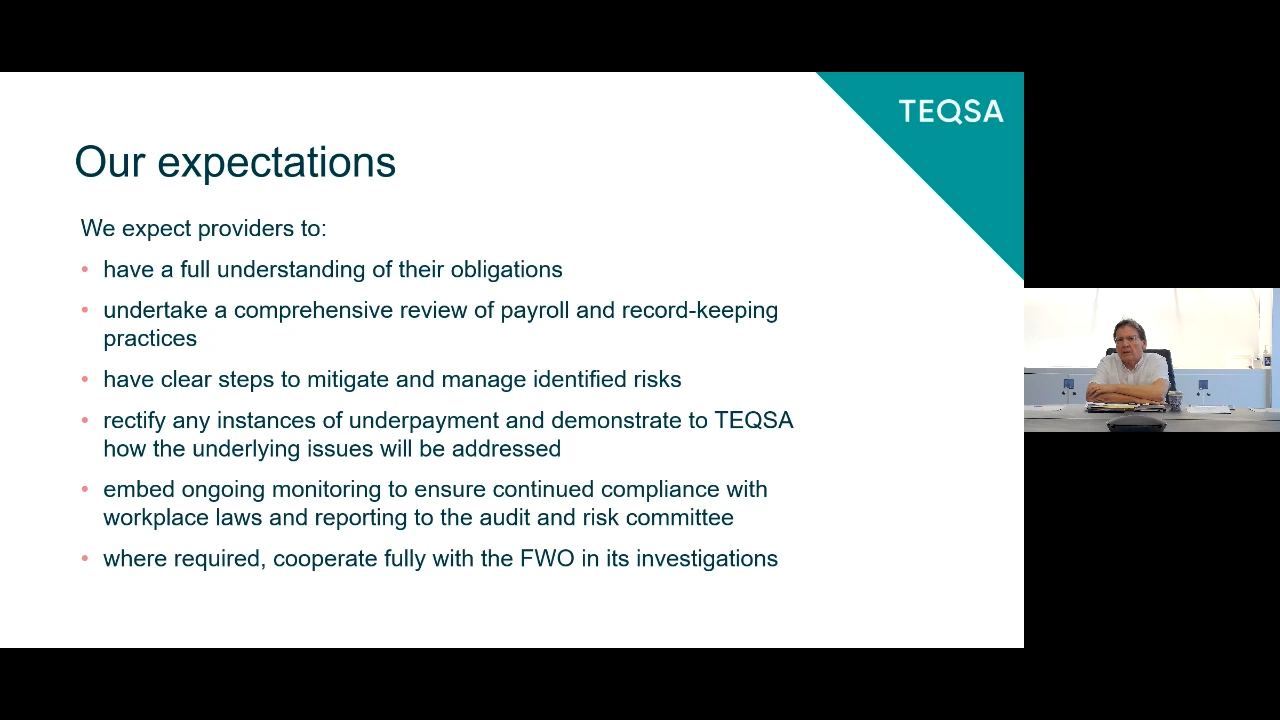 TEQSA
Our expectations
We expect providers to:
• have a full understanding of their obligations
• undertake a comprehensive review of payroll and record-keeping
practices
• have clear steps to mitigate and manage identified risks
• rectify any instances of underpayment and demonstrate to TEQSA
how the underlying issues will be addressed
• embed ongoing monitoring to ensure continued compliance with
workplace laws and reporting to the audit and risk committee
• where required, cooperate fully with the FWO in its investigations